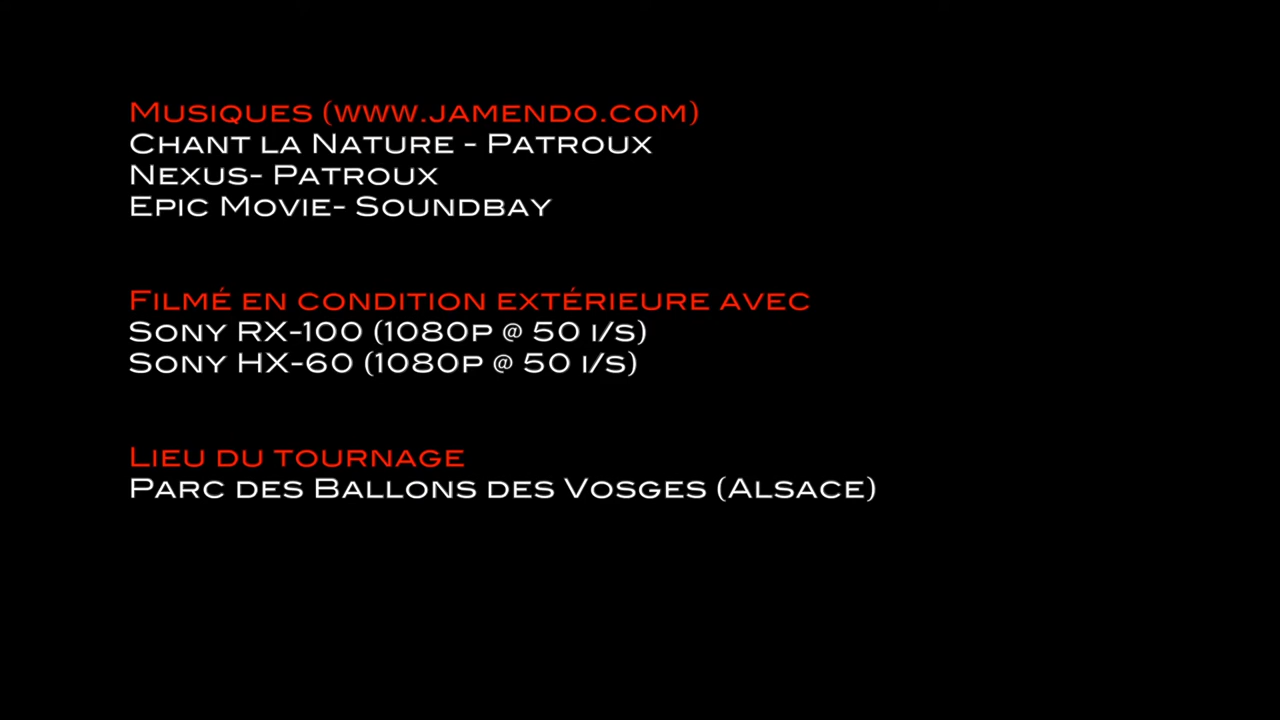 Musiques (www.jamendo.com)
Chant la Nature - Patroux
Nexus- Patroux
Epic Movie- Soundbay
Filmé en condition extérieure avec
Sony RX-100 (1080p @ 50 i/s)
Sony HX-60 (1080p @ 50 i/s)
Lieu du tournage
Parc des Ballons des Vosges (Alsace)